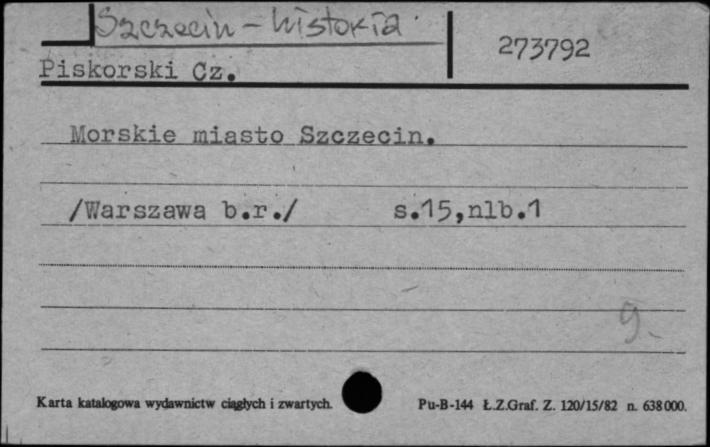 Szczecin - historia
273792
Piskorski Cz.
Morskie miasto Szczecin.
/Warszawa b.r./ s.15,nlb.1
g.
Karta katalogowa wydawnictw ciągłych i zwartych. Pu-B-144 Ł.Z.Graf. Z. 120/15/82 n. 638000.